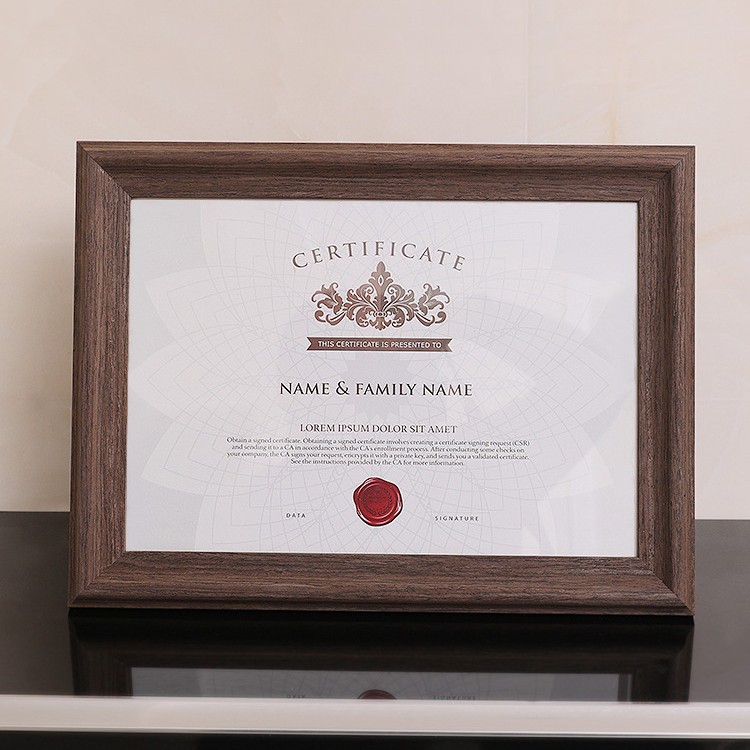 CERTIFICATE
THIS CERTIFICATE IS PRESENTED TO
NAME & FAMILY NAME
LOREM IPSUM DOLOR SIT AMET
Obtain a signed certificate. Obtaining a signed certificate involves creating a certificate signing request (CSR)
and sending it to a CA in accordance with the CA's enrollment process. After conducting some checks on
your company, the CA signs your request, encrypts it with a private key, and sends you a validated certificate.
See the instructions provided by the CA for more information.
DATA
SIGNATURE